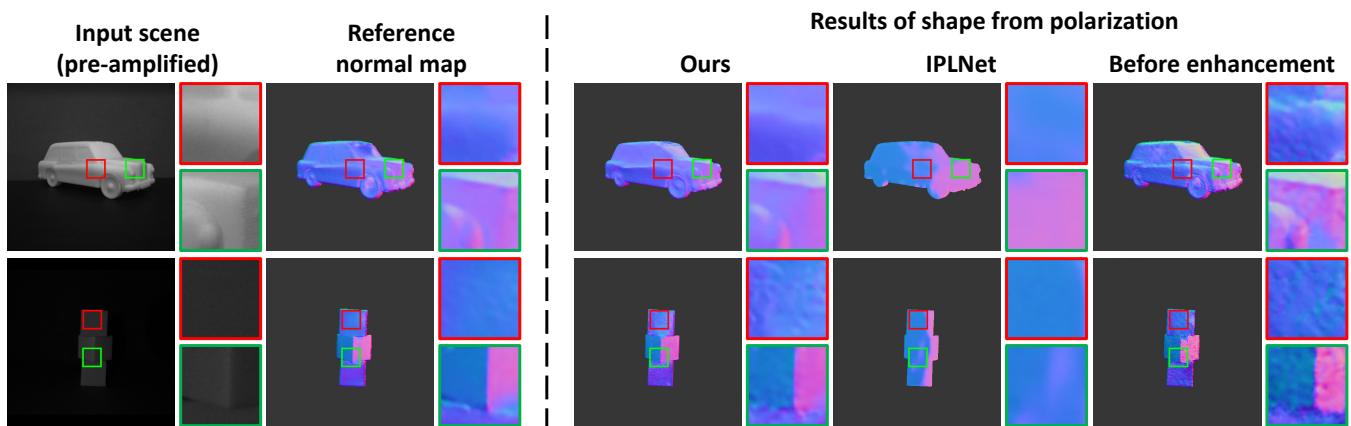 Input scene
(pre-amplified)
Reference
normal map
Results of shape from polarization
Ours
IPLNet
Before enhancement